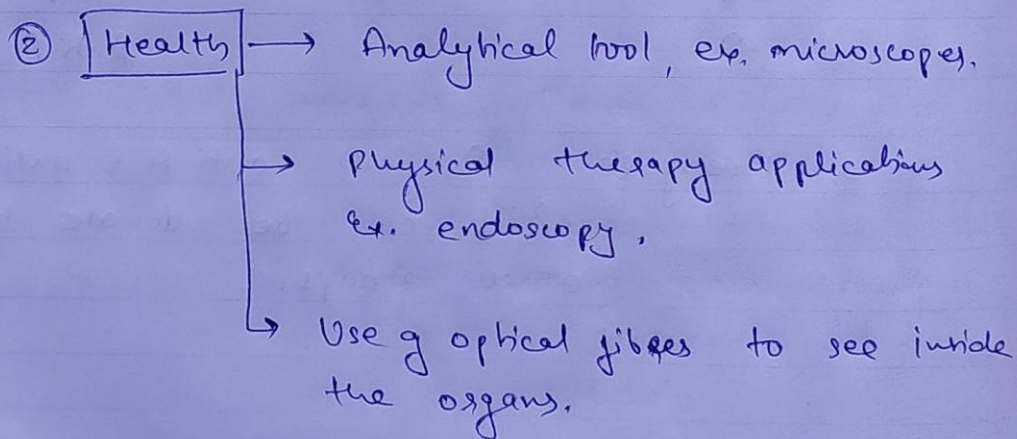 ② Health → Analytical tool, ex. microscopes.
→ Physical therapy applications
Ex. endoscopy.
→ Use of optical fibres to see inside
the organs.